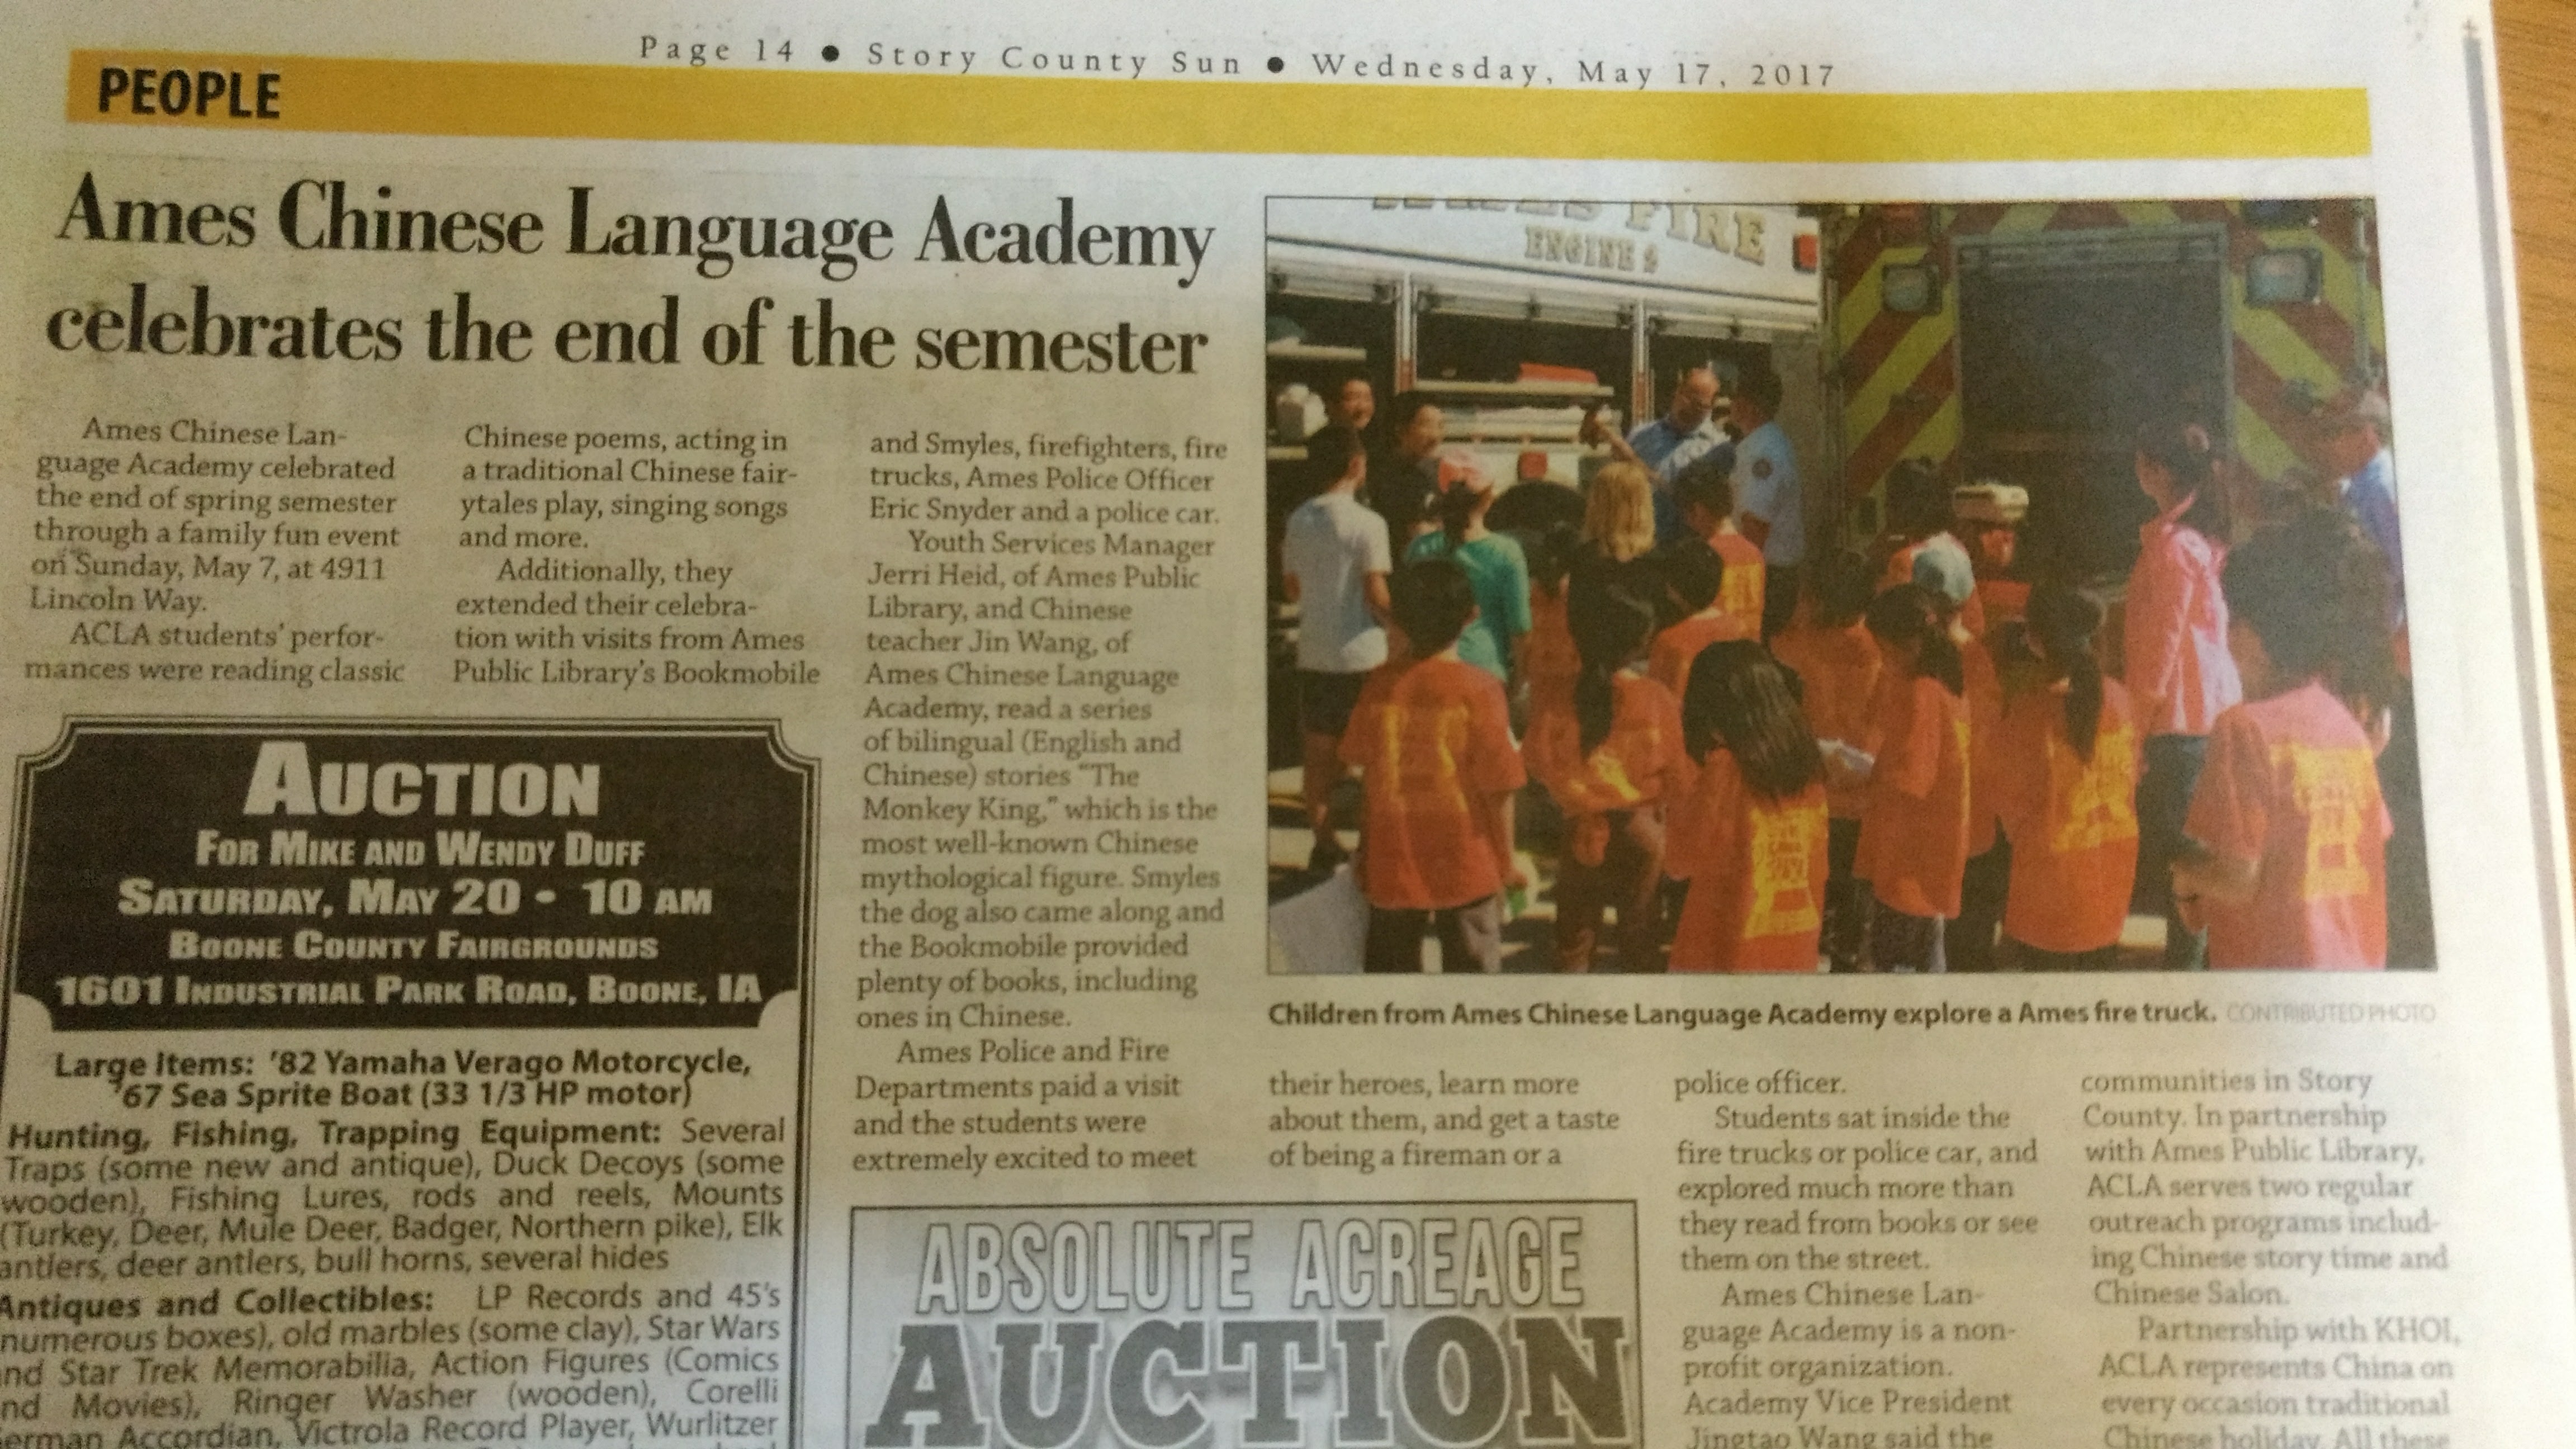 Page 14 ● Story County Sun ● Wednesday, May 17, 2017
PEOPLE
Ames Chinese Language Academy
celebrates the end of the semester
Ames Chinese Lan-
guage Academy celebrated
the end of spring semester
through a family fun event
on Sunday, May 7, at 4911
Lincoln Way.
ACLA students' perfor-
mances were reading classic
Chinese poems, acting in
a traditional Chinese fair-
ytales play, singing songs
and more.
Additionally, they
extended their celebra-
tion with visits from Ames
Public Library's Bookmobile
and Smyles, firefighters, fire
trucks, Ames Police Officer
Eric Snyder and a police car.
Youth Services Manager
Jerri Heid, of Ames Public
Library, and Chinese
teacher Jin Wang, of
Ames Chinese Language
Academy, read a series
of bilingual (English and
Chinese) stories "The
Monkey King," which is the
most well-known Chinese
mythological figure. Smyles
the dog also came along and
the Bookmobile provided
plenty of books, including
ones in Chinese.
Ames Police and Fire
Departments paid a visit
and the students were
extremely excited to meet
FIRE
ENGINE
Children from Ames Chinese Language Academy explore a Ames fire truck. CONTRIBUTED PHOTO
their heroes, learn more
about them, and get a taste
of being a fireman or a
police officer.
Students sat inside the
fire trucks or police car, and
explored much more than
they read from books or see
them on the street.
Ames Chinese Lan-
guage Academy is a non-
profit organization.
Academy Vice President
Jingtao Wang said the
communities in Story
County. In partnership
with Ames Public Library,
ACLA serves two regular
outreach programs includ-
ing Chinese story time and
Chinese Salon.
Partnership with KHOI,
ACLA represents China on
every occasion traditional
Chinese holiday. All these
AUCTION
FOR MIKE AND WENDY DUFF
SATURDAY, MAY 20 • 10 AM
BOONE COUNTY FAIRGROUNDS
1601 INDUSTRIAL PARK ROAD, BOONE, IA
Large Items: '82 Yamaha Verago Motorcycle,
'67 Sea Sprite Boat (33 1/3 HP motor)
Hunting, Fishing, Trapping Equipment: Several
Traps (some new and antique), Duck Decoys (some
wooden), Fishing Lures, rods and reels, Mounts
(Turkey, Deer, Mule Deer, Badger, Northern pike), Elk
antlers, deer antlers, bull horns, several hides
Antiques and Collectibles: LP Records and 45's
numerous boxes), old marbles (some clay), Star Wars
nd Star Trek Memorabilia, Action Figures (Comics
nd Movies), Ringer Washer (wooden), Corelli
erman Accordian, Victrola Record Player, Wurlitzer
ABSOLUTE ACREAGE
AUCTION